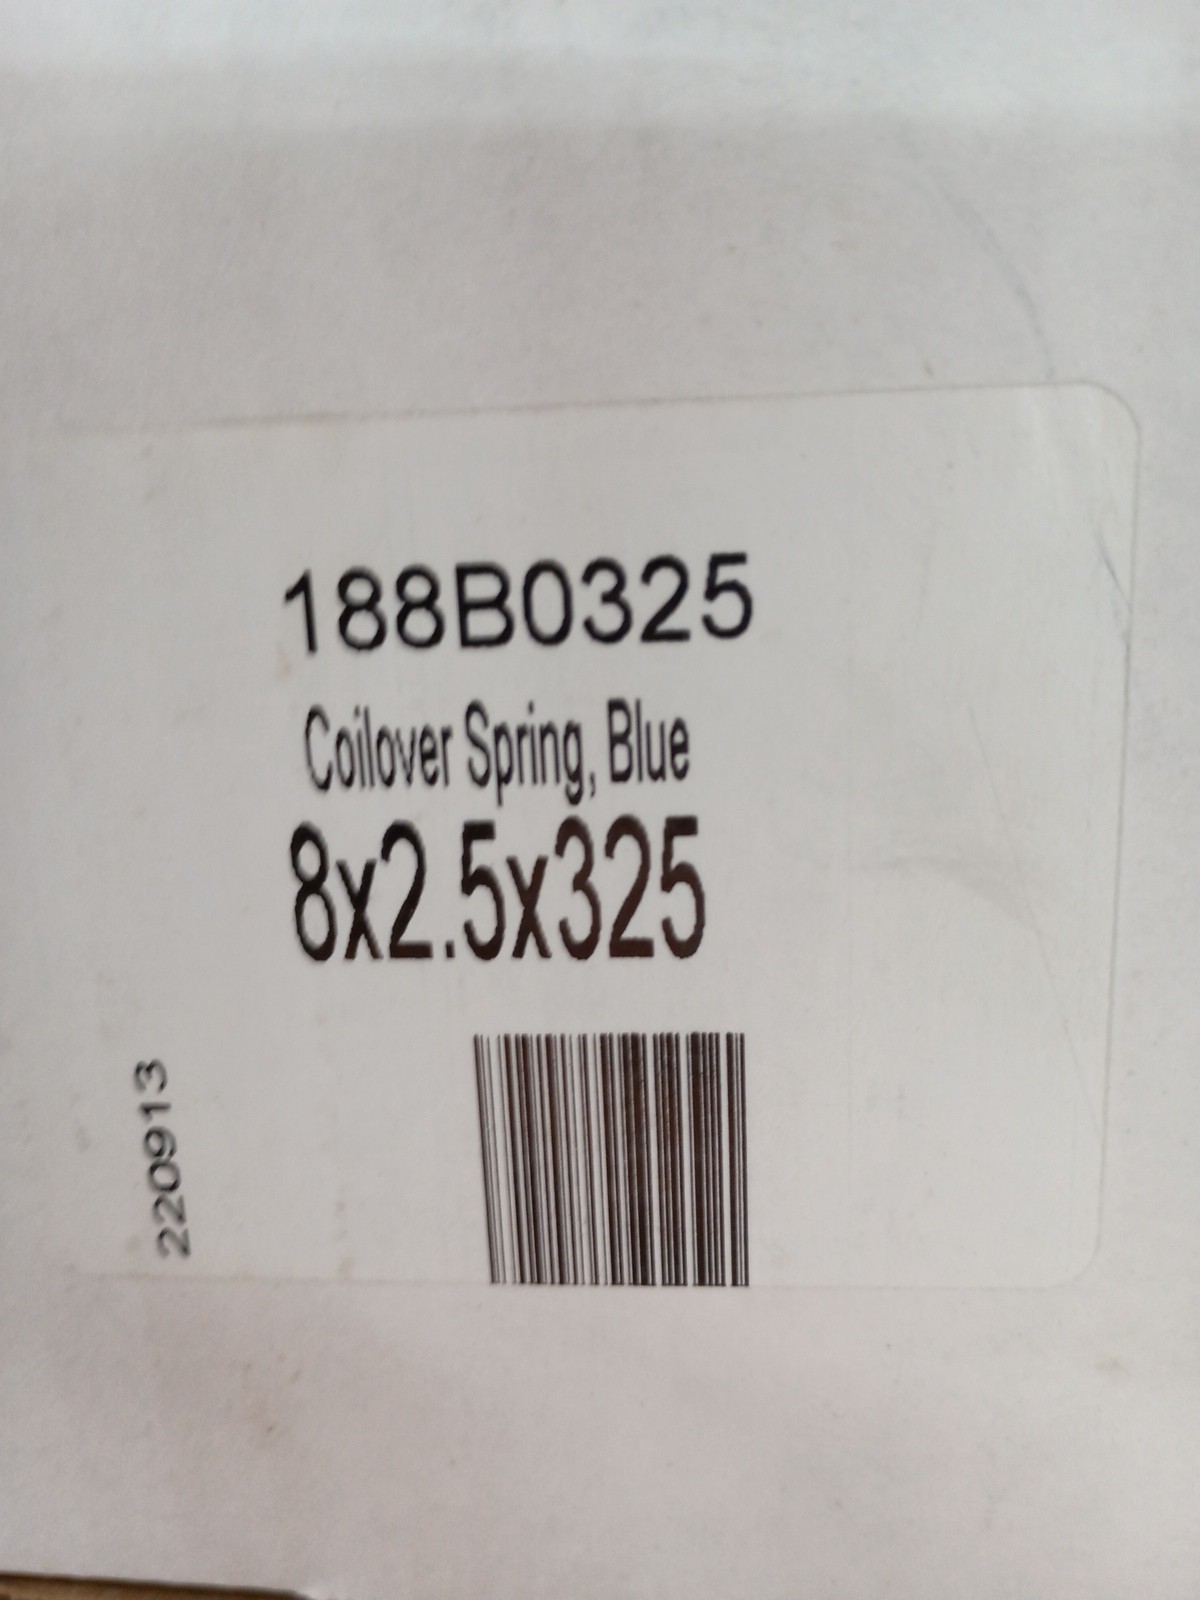 188B0325
Coilover Spring, Blue
8x2.5x325
220913